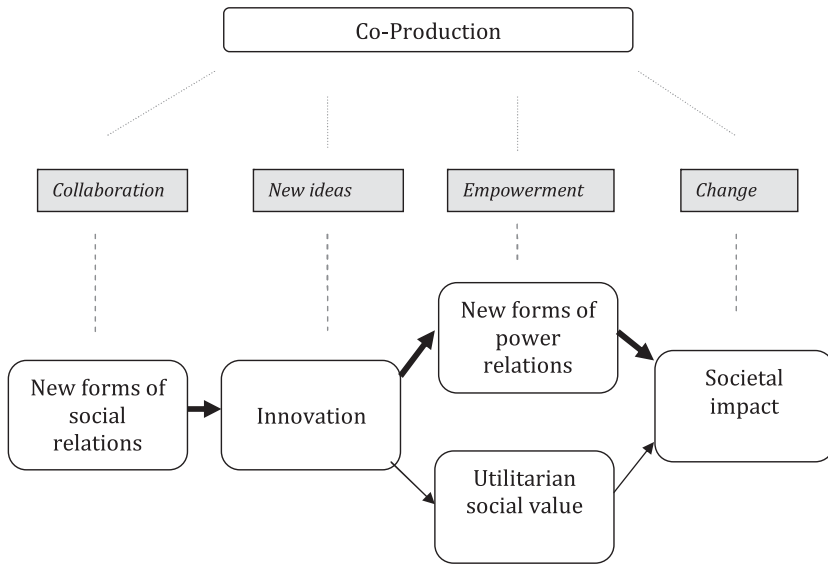 Co-Production
Collaboration
New ideas
Empowerment
Change
New forms of
social
relations
Innovation
New forms of
power
relations
Utilitarian
social value
Societal
impact